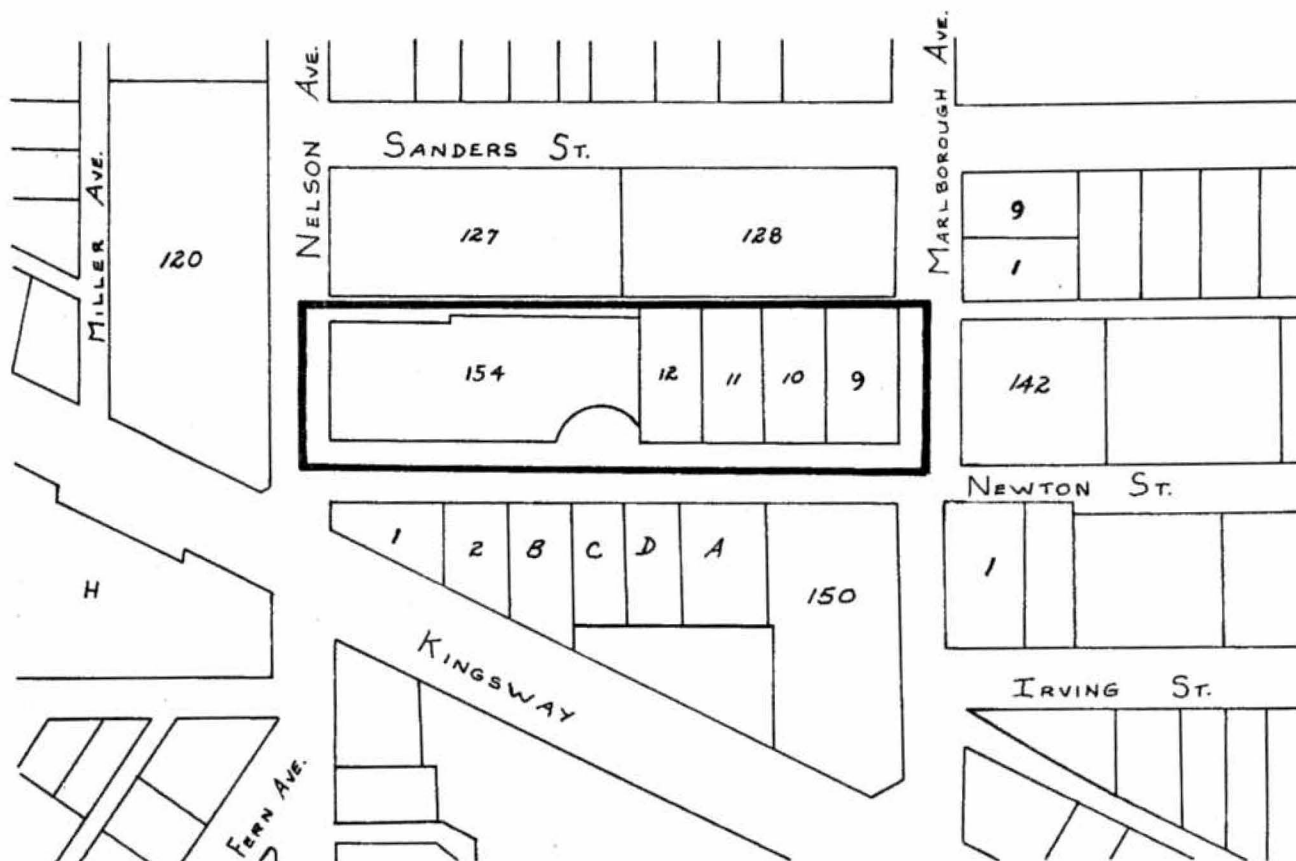 MARLBOROUGH AVE.
NELSON AVE.
SANDERS ST.
MILLER AVE.
120
127
128
9
1
154
12
11
10
9
142
NEWTON ST.
1
2
B
C
D
A
150
1
H
KINGSWAY
IRVING ST.
FERN AVE.